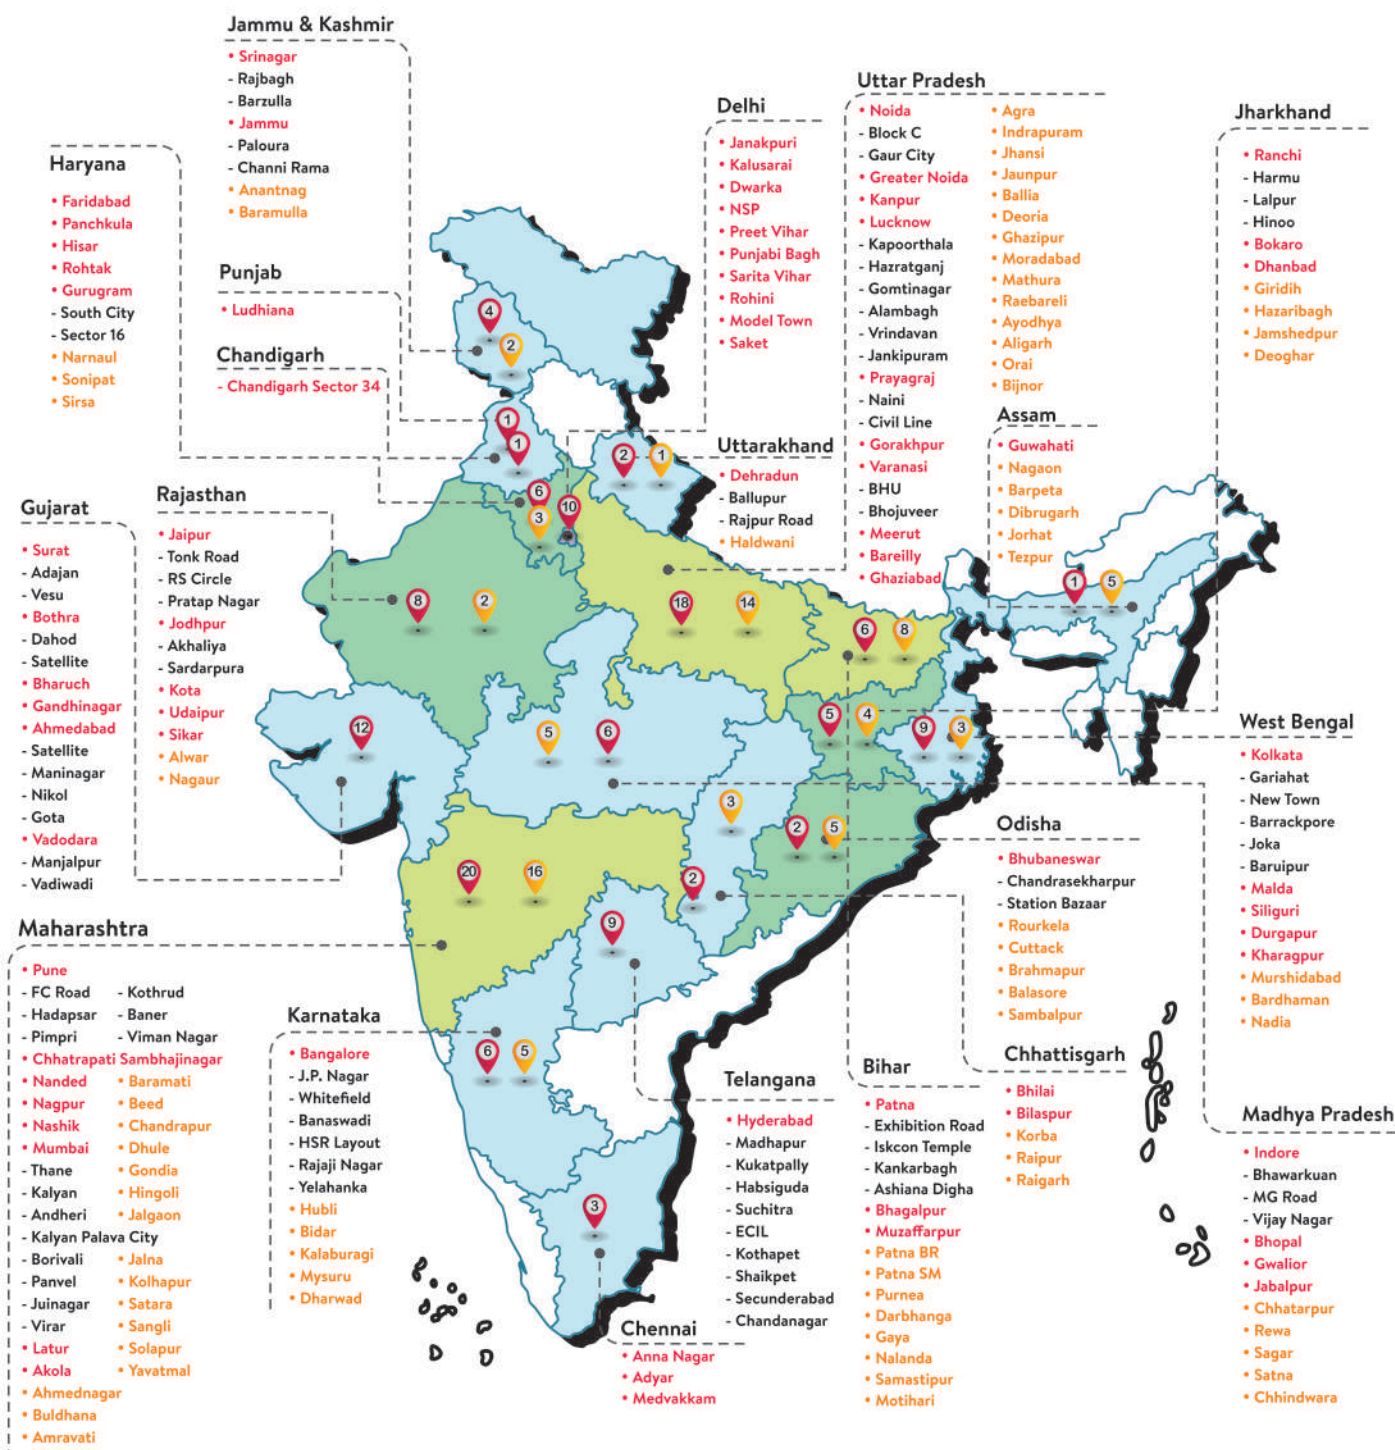 Jammu & Kashmir
• Srinagar
- Rajbagh
- Barzulla
• Jammu
- Paloura
- Channi Rama
• Anantnag
• Baramulla
Haryana
• Faridabad
• Panchkula
• Hisar
• Rohtak
• Gurugram
- South City
- Sector 16
• Narnaul
• Sonipat
• Sirsa
Punjab
• Ludhiana
Chandigarh
- Chandigarh Sector 34
Delhi
• Janakpuri
• Kalusarai
• Dwarka
• NSP
• Preet Vihar
• Punjabi Bagh
• Sarita Vihar
• Rohini
• Model Town
• Saket
Uttar Pradesh
• Noida
- Block C
- Gaur City
• Greater Noida
• Kanpur
• Lucknow
- Kapoorthala
- Hazratganj
- Gomtinagar
- Alambagh
- Vrindavan
- Jankipuram
• Prayagraj
- Naini
- Civil Line
• Gorakhpur
• Varanasi
- BHU
- Bhojuveer
• Meerut
• Bareilly
• Ghaziabad
• Agra
• Indrapuram
• Jhansi
• Jaunpur
• Ballia
• Deoria
• Ghazipur
• Moradabad
• Mathura
• Raebareli
• Ayodhya
• Aligarh
• Orai
• Bijnor
Jharkhand
• Ranchi
- Harmu
- Lalpur
- Hinoo
• Bokaro
• Dhanbad
• Giridih
• Hazaribagh
• Jamshedpur
• Deoghar
Assam
• Guwahati
• Nagaon
• Barpeta
• Dibrugarh
• Jorhat
• Tezpur
Uttarakhand
• Dehradun
- Ballupur
- Rajpur Road
• Haldwani
Gujarat
• Surat
- Adajan
- Vesu
• Bothra
- Dahod
- Satellite
• Bharuch
• Gandhinagar
• Ahmedabad
- Satellite
- Maninagar
- Nikol
- Gota
• Vadodara
- Manjalpur
- Vadiwadi
Rajasthan
• Jaipur
- Tonk Road
- RS Circle
- Pratap Nagar
• Jodhpur
- Akhaliya
- Sardarpura
• Kota
• Udaipur
• Sikar
• Alwar
• Nagaur
4
2
1
1
2 1
6
3
10
8 2
18 14
6 8
1 5
12
5 6
5 4
9 3
3
2 5
20 16
2
9
6 5
3
West Bengal
• Kolkata
- Gariahat
- New Town
- Barrackpore
- Joka
- Baruipur
• Malda
• Siliguri
• Durgapur
• Kharagpur
• Murshidabad
• Bardhaman
• Nadia
Odisha
• Bhubaneswar
- Chandrasekharpur
- Station Bazaar
• Rourkela
• Cuttack
• Brahmapur
• Balasore
• Sambalpur
Maharashtra
• Pune
- FC Road - Kothrud
- Hadapsar - Baner
- Pimpri - Viman Nagar
• Chhatrapati Sambhajinagar
• Nanded • Baramati
• Nagpur • Beed
• Nashik • Chandrapur
• Mumbai • Dhule
- Thane • Gondia
- Kalyan • Hingoli
- Andheri • Jalgaon
- Kalyan Palava City
- Borivali • Jalna
- Panvel • Kolhapur
- Juinagar • Satara
- Virar • Sangli
• Latur • Solapur
• Akola • Yavatmal
• Ahmednagar
• Buldhana
• Amravati
Karnataka
• Bangalore
- J.P. Nagar
- Whitefield
- Banaswadi
- HSR Layout
- Rajaji Nagar
- Yelahanka
• Hubli
• Bidar
• Kalaburagi
• Mysuru
• Dharwad
Chennai
• Anna Nagar
• Adyar
• Medvakkam
Telangana
• Hyderabad
- Madhapur
- Kukatpally
- Habsiguda
- Suchitra
- ECIL
- Kothapet
- Shaikpet
- Secunderabad
- Chandanagar
Bihar
• Patna
- Exhibition Road
- Iskcon Temple
- Kankarbagh
- Ashiana Digha
• Bhagalpur
• Muzaffarpur
• Patna BR
• Patna SM
• Purnea
• Darbhanga
• Gaya
• Nalanda
• Samastipur
• Motihari
Chhattisgarh
• Bhilai
• Bilaspur
• Korba
• Raipur
• Raigarh
Madhya Pradesh
• Indore
- Bhawarkuan
- MG Road
- Vijay Nagar
• Bhopal
• Gwalior
• Jabalpur
• Chhatarpur
• Rewa
• Sagar
• Satna
• Chhindwara